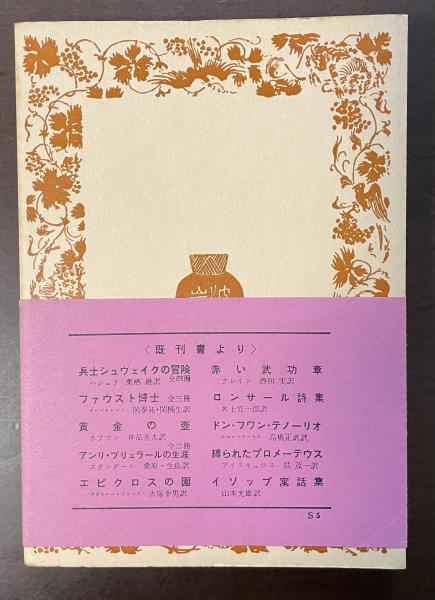 〈既刊書より〉
兵士シュヴェイクの冒険
ハシェク 栗栖 継訳 全四冊
ファウスト博士 全三冊
トーマス・マン 関泰祐・関楠生訳
黄金の壺
ホフマン 神品芳夫訳
アンリ・ブリュラールの生涯 全二冊
スタンダール 桑原・生島訳
エピクロスの園
アナトール・フランス 大塚幸男訳
赤い武功章
クレイン 西田 実訳
ロンサール詩集
井上究一郎訳
ドン・フワン・テノーリオ
高橋正武訳
縛られたプロメーテウス
アイスキュロス 呉 茂一訳
イソップ寓話集
山本光雄訳
S5